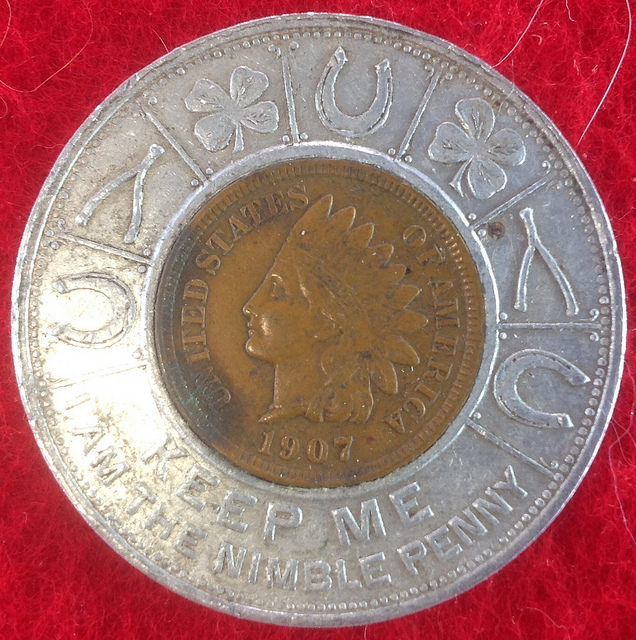 UNITED STATES OF AMERICA
1907
KEEP ME
I AM THE NIMBLE PENNY